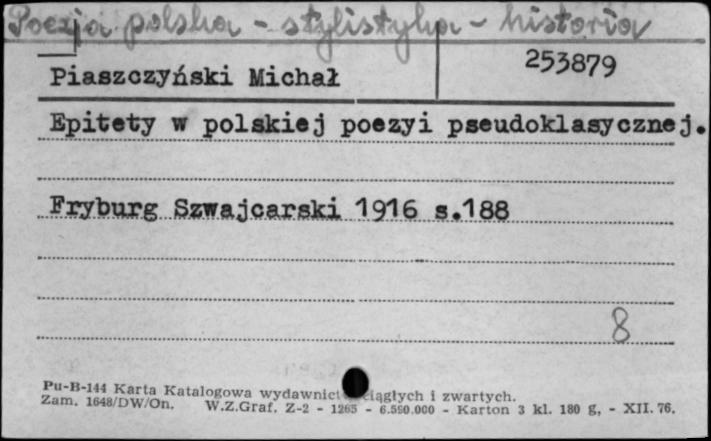 Poezja polska - stylistyka - historia
Piaszczyński Michał
253879
Epitety w polskiej poezyi pseudoklasycznej.
Fryburg Szwajcarski 1916 s.188
8
Pu-B-144 Karta Katalogowa wydawnict ciągłych i zwartych.
Zam. 1648/DW/On. W.Z.Graf. Z-2 - 1265 - 6.590.000 - Karton 3 kl. 180 g, - XII. 76.